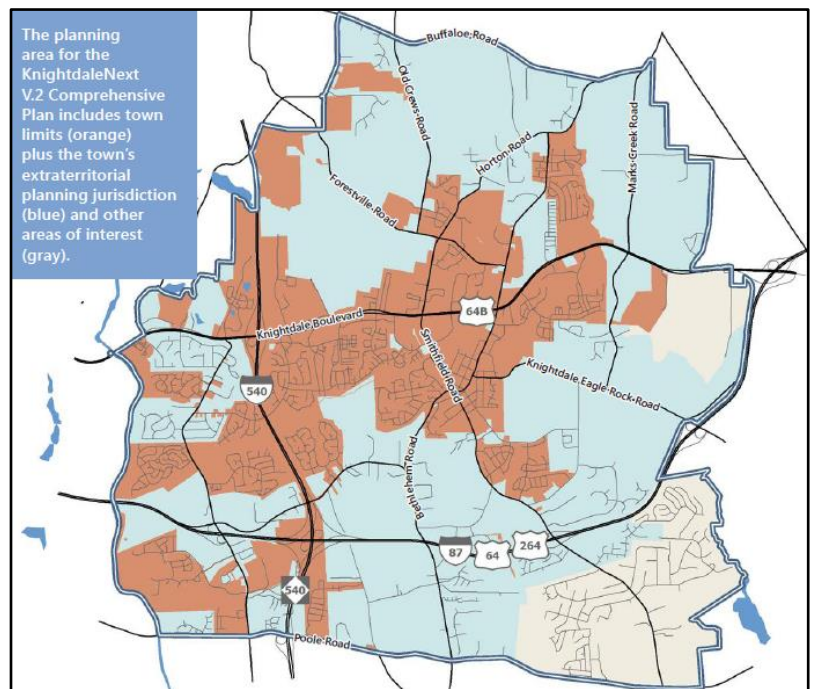 The planning
area for the
KnightdaleNext
V.2 Comprehensive
Plan includes town
limits (orange)
plus the town's
extraterritorial
planning jurisdiction
(blue) and other
areas of interest
(gray).
Buffaloe Road
Old Crews Road
Horton Road
Marks Creek Road
Forestville Road
64B
Knightdale Boulevard
Smithfield Road
Knightdale Eagle Rock Road
540
Bethlehem Road
87
64
264
540
Poole Road